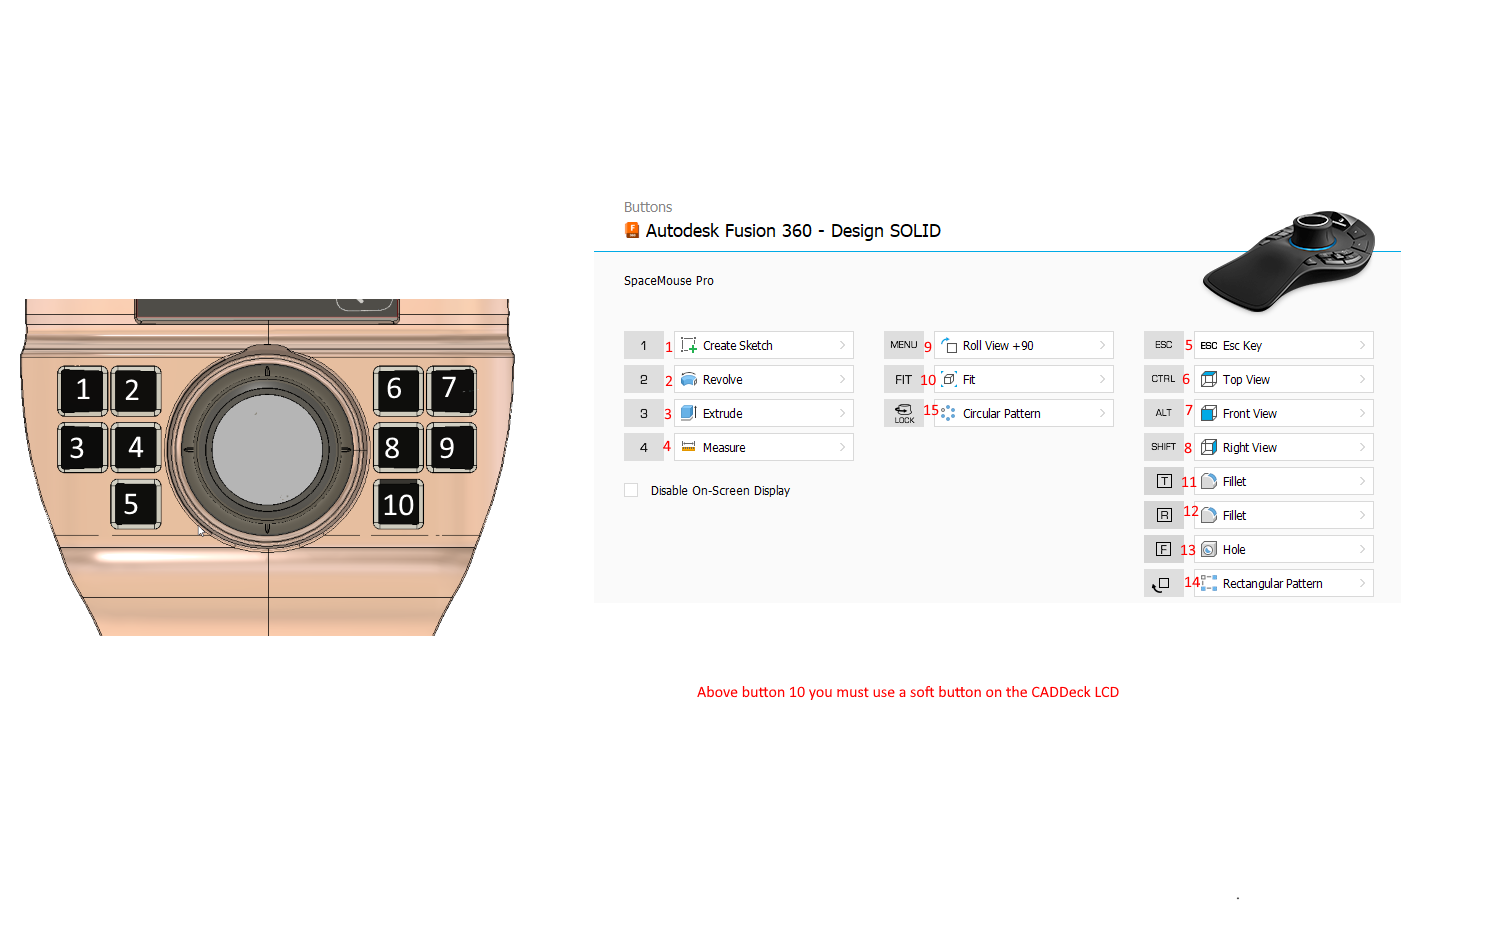 1 2
3 4
5
6 7
8 9
10
Buttons
Autodesk Fusion 360 - Design SOLID
SpaceMouse Pro
1 1 Create Sketch
2 2 Revolve
3 3 Extrude
4 4 Measure
Disable On-Screen Display
MENU 9 Roll View +90
FIT 10 Fit
LOCK 15 Circular Pattern
ESC 5 ESC Esc Key
CTRL 6 Top View
ALT 7 Front View
SHIFT 8 Right View
T 11 Fillet
R 12 Fillet
F 13 Hole
14 Rectangular Pattern
Above button 10 you must use a soft button on the CADDeck LCD